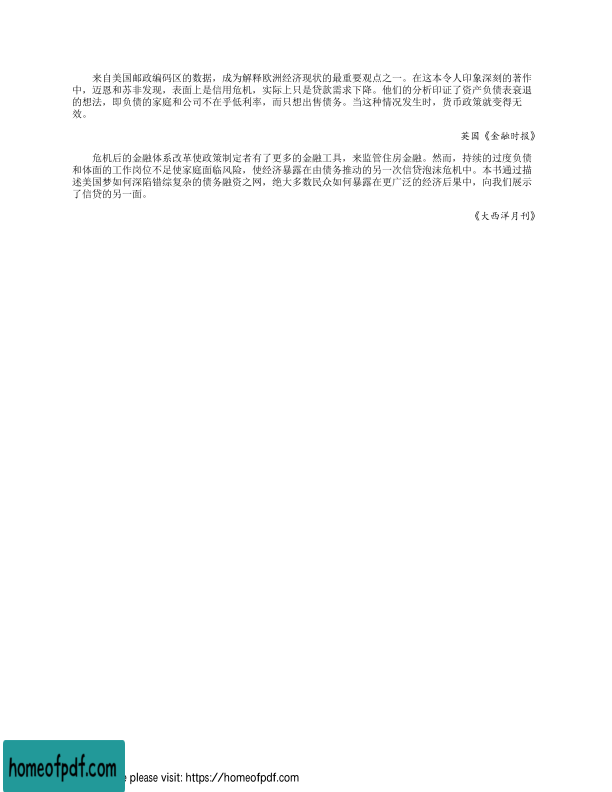 来自美国邮政编码区的数据，成为解释欧洲经济现状的最重要观点之一。在这本令人印象深刻的著作
中，迈恩和苏非发现，表面上是信用危机，实际上只是贷款需求下降。他们的分析印证了资产负债表衰退
的想法，即负债的家庭和公司不在乎低利率，而只想出售债务。当这种情况发生时，货币政策就变得无
效。
英国《金融时报》
危机后的金融体系改革使政策制定者有了更多的金融工具，来监管住房金融。然而，持续的过度负债
和体面的工作岗位不足使家庭面临风险，使经济暴露在由债务推动的另一次信贷泡沫危机中。本书通过描
述美国梦如何深陷错综复杂的债务融资之网，绝大多数民众如何暴露在更广泛的经济后果中，向我们展示
了信贷的另一面。
《大西洋月刊》
homeofpdf.com
e please visit: https://homeofpdf.com